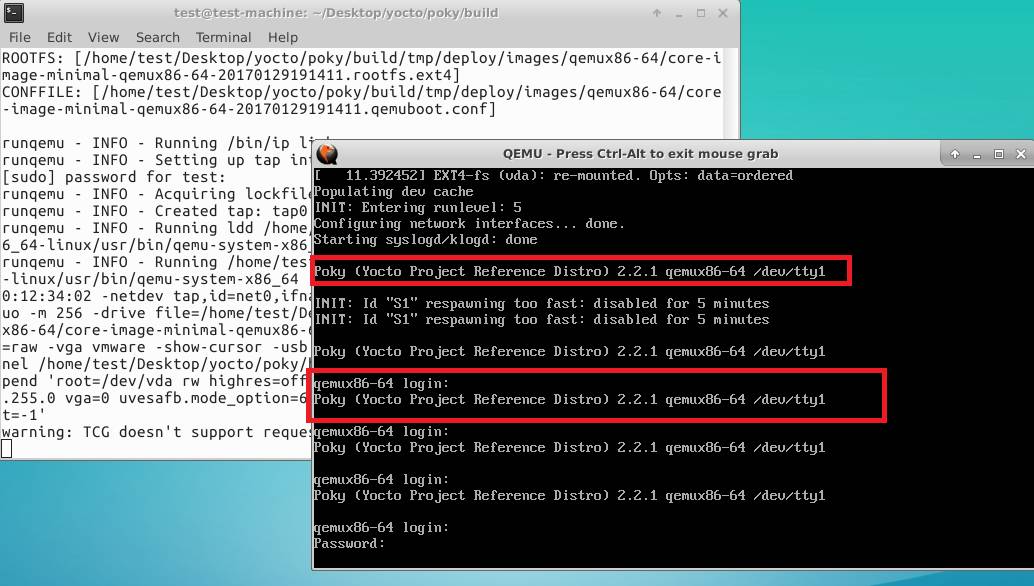 test@test-machine: ~/Desktop/yocto/poky/build
File Edit View Search Terminal Help
ROOTFS: [/home/test/Desktop/yocto/poky/build/tmp/deploy/images/qemux86-64/core-i
mage-minimal-qemux86-64-20170129191411.rootfs.ext4]
CONFFILE: [/home/test/Desktop/yocto/poky/build/tmp/deploy/images/qemux86-64/core
-image-minimal-qemux86-64-20170129191411.qemuboot.conf]
runqemu - INFO - Running /bin/ip li
runqemu - INFO - Setting up tap in
[sudo] password for test:
runqemu - INFO - Acquiring lockfil
runqemu - INFO - Created tap: tap0
runqemu - INFO - Running ldd /home/
6_64-linux/usr/bin/qemu-system-x86_
runqemu - INFO - Running /home/tes
-linux/usr/bin/qemu-system-x86_64
0:12:34:02 -netdev tap,id=net0,ifn
uo -m 256 -drive file=/home/test/De
x86-64/core-image-minimal-qemux86-
=raw -vga vmware -show-cursor -usb
nel /home/test/Desktop/yocto/poky/
pend 'root=/dev/vda rw highres=off
.255.0 vga=0 uvesafb.mode_option=6
t=-1'
warning: TCG doesn't support reque
QEMU - Press Ctrl-Alt to exit mouse grab
[ 11.392452] EXT4-fs (vda): re-mounted. Opts: data=ordered
Populating dev cache
INIT: Entering runlevel: 5
Configuring network interfaces... done.
Starting syslogd/klogd: done
Poky (Yocto Project Reference Distro) 2.2.1 qemux86-64 /dev/tty1
INIT: Id "S1" respawning too fast: disabled for 5 minutes
INIT: Id "S1" respawning too fast: disabled for 5 minutes
Poky (Yocto Project Reference Distro) 2.2.1 qemux86-64 /dev/tty1
qemux86-64 login:
Poky (Yocto Project Reference Distro) 2.2.1 qemux86-64 /dev/tty1
qemux86-64 login:
Poky (Yocto Project Reference Distro) 2.2.1 qemux86-64 /dev/tty1
qemux86-64 login:
Poky (Yocto Project Reference Distro) 2.2.1 qemux86-64 /dev/tty1
qemux86-64 login:
Password: